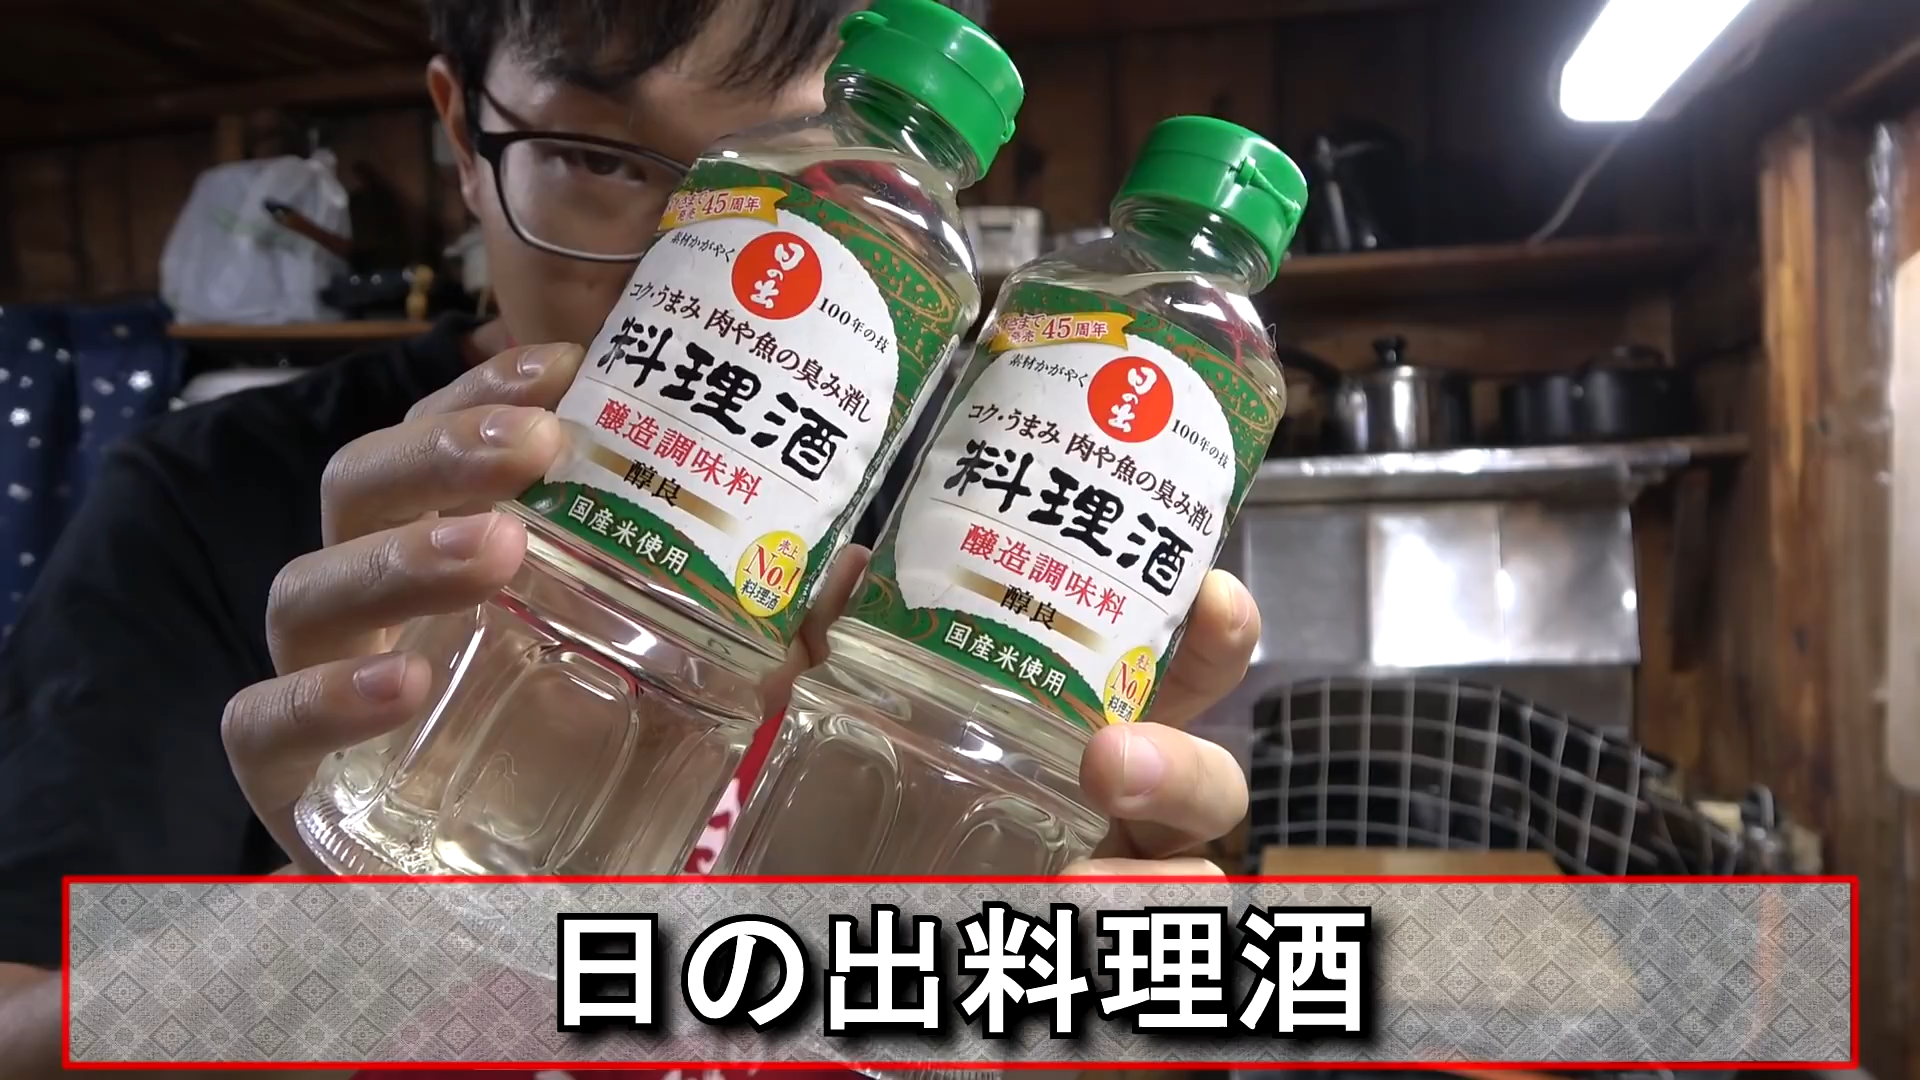 発売45周年
素材かがやく
日の出
100年の技
コク・うまみ 肉や魚の臭み消し
料理酒
醸造調味料
醇良
国産米使用
売上
No.1
料理酒
さまで
発売45周年
素材かがやく
日の出
100年の技
コク・うまみ 肉や魚の臭み消し
料理酒
醸造調味料
醇良
国産米使用
売上
No.1
料理酒
日の出料理酒